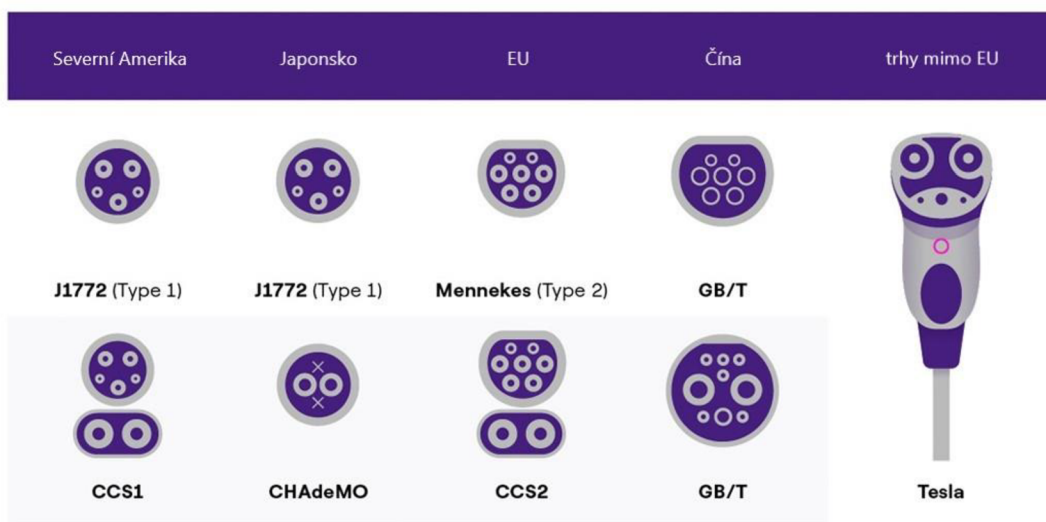 Severní Amerika
Japonsko
EU
Čína
trhy mimo EU
J1772 (Type 1)
J1772 (Type 1)
Mennekes (Type 2)
GB/T
CCS1
CHAdeMO
CCS2
GB/T
Tesla